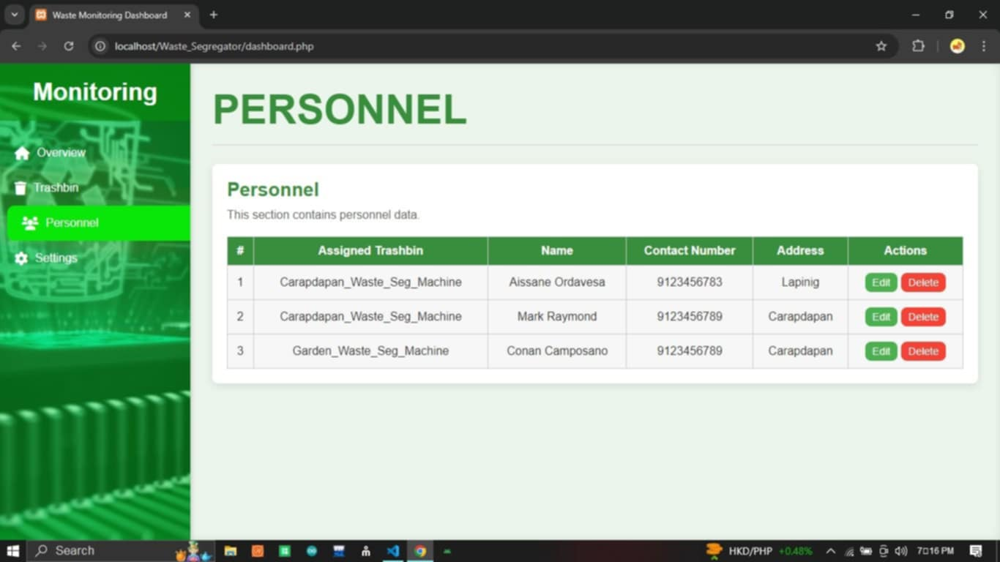 Waste Monitoring Dashboard
localhost/Waste_Segregator/dashboard.php
Monitoring
Overview
Trashbin
Personnel
Settings
PERSONNEL
Personnel
This section contains personnel data.
# Assigned Trashbin Name Contact Number Address Actions
1 Carapdapan_Waste_Seg_Machine Aissane Ordavesa 9123456783 Lapinig Edit Delete
2 Carapdapan_Waste_Seg_Machine Mark Raymond 9123456789 Carapdapan Edit Delete
3 Garden_Waste_Seg_Machine Conan Camposano 9123456789 Carapdapan Edit Delete
Search HKD/PHP +0.48% 7□16 PM